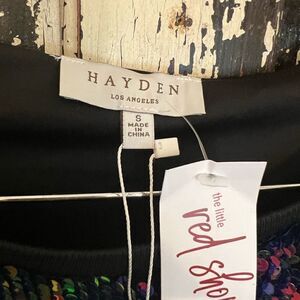 HAYDEN
LOS ANGELES
S
MADE
IN
CHINA
the little
red sho